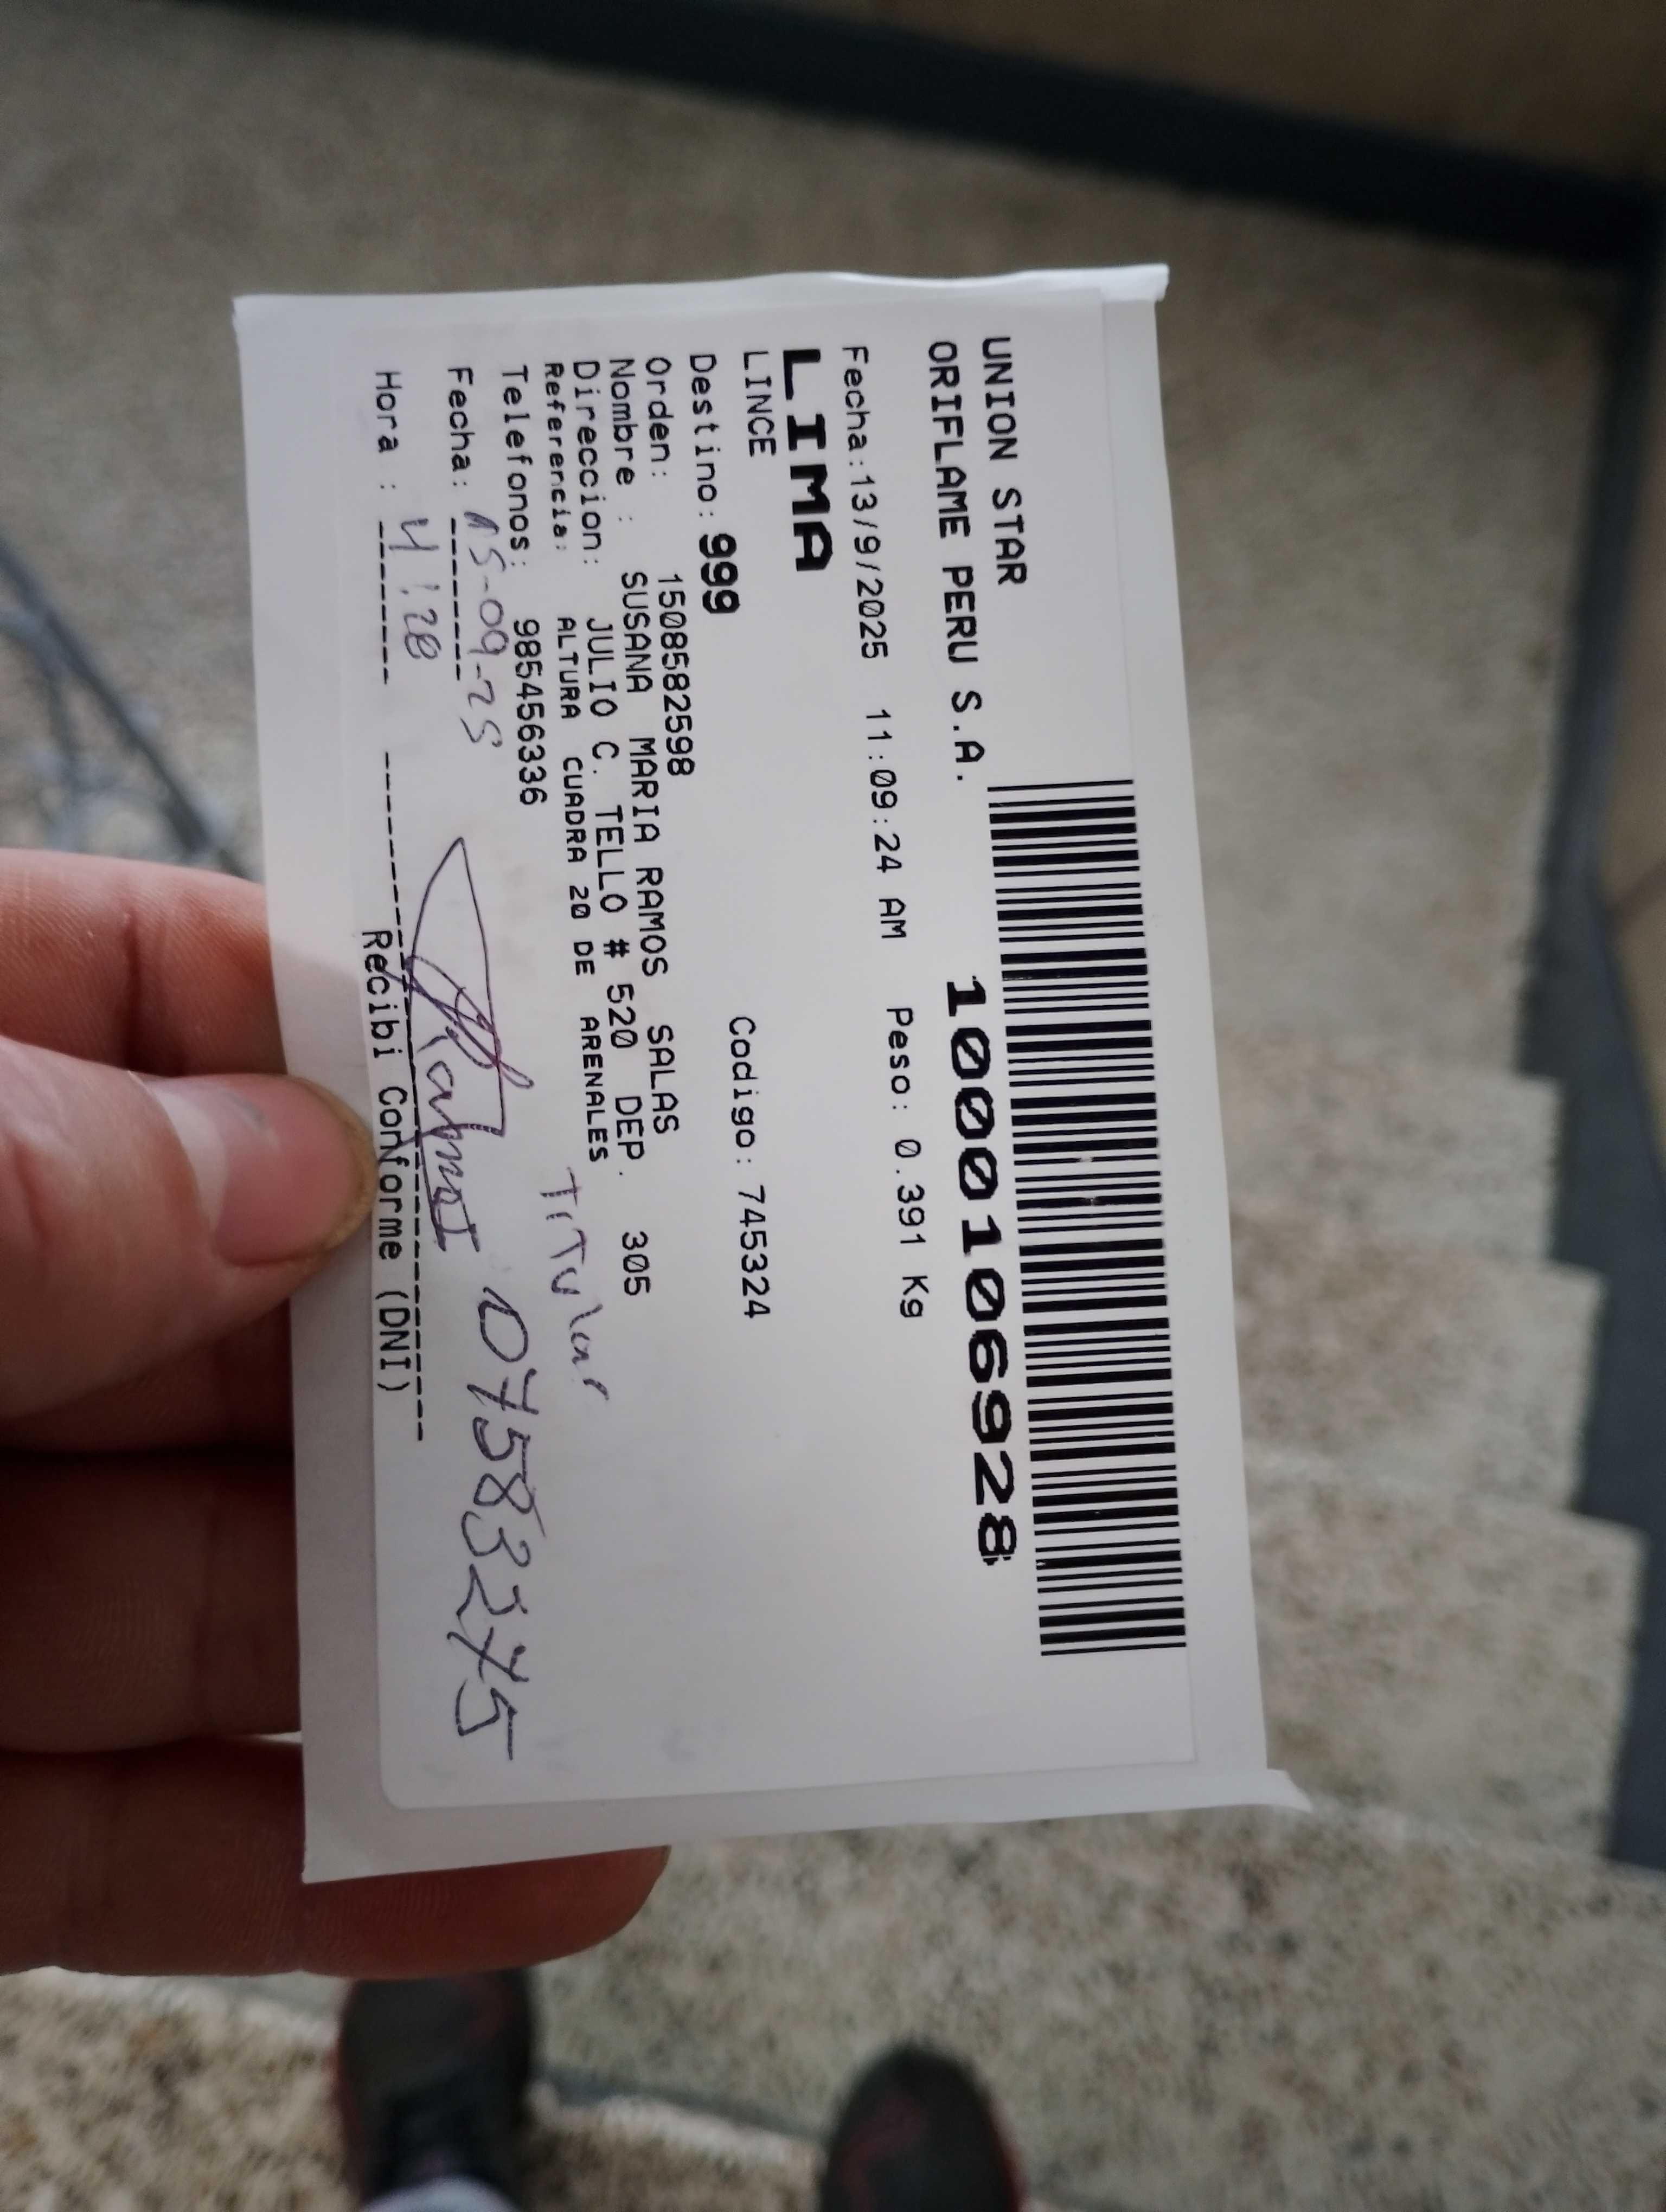 UNION STAR
ORIFLAME PERU S.A.
1000106928
Fecha:13/9/2025 11:09:24 AM Peso: 0.391 Kg
LIMA
LINCE
Destino: 999 Codigo: 745324
Orden: 1508582598
Nombre : SUSANA MARIA RAMOS SALAS
Direccion: JULIO C. TELLO # 520 DEP. 305
Referencia: ALTURA CUADRA 20 DE ARENALES
Telefonos: 985456336
Titular
Fecha: 15-09-25
Hora : 4:20
07583275
Recibi Conforme (DNI)